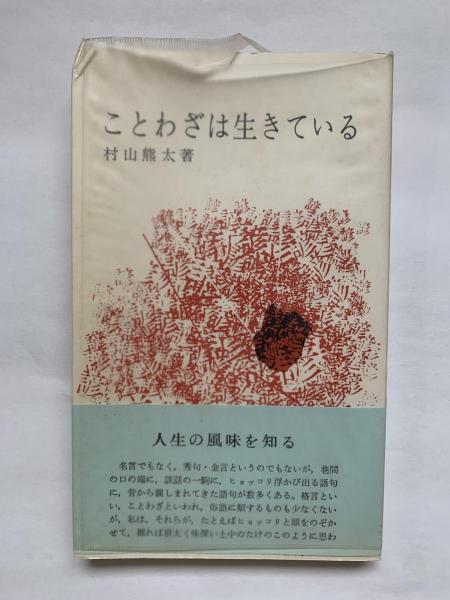 ことわざは生きている
村山熊太著
人生の風味を知る
名言でもなく，秀句・金言というのでもないが，巷間
の口の端に，談話の一齣に，ヒョッコリ浮かび出る語句
に，昔から親しまれてきた語句が数多くある。格言とい
い，ことわざといわれ，俗語に類するものも少なくない
が，私は，それらが，たとえばヒョッコリと頭をのぞか
せて，掘れば根太く味深い土中のたけのこのように思わ